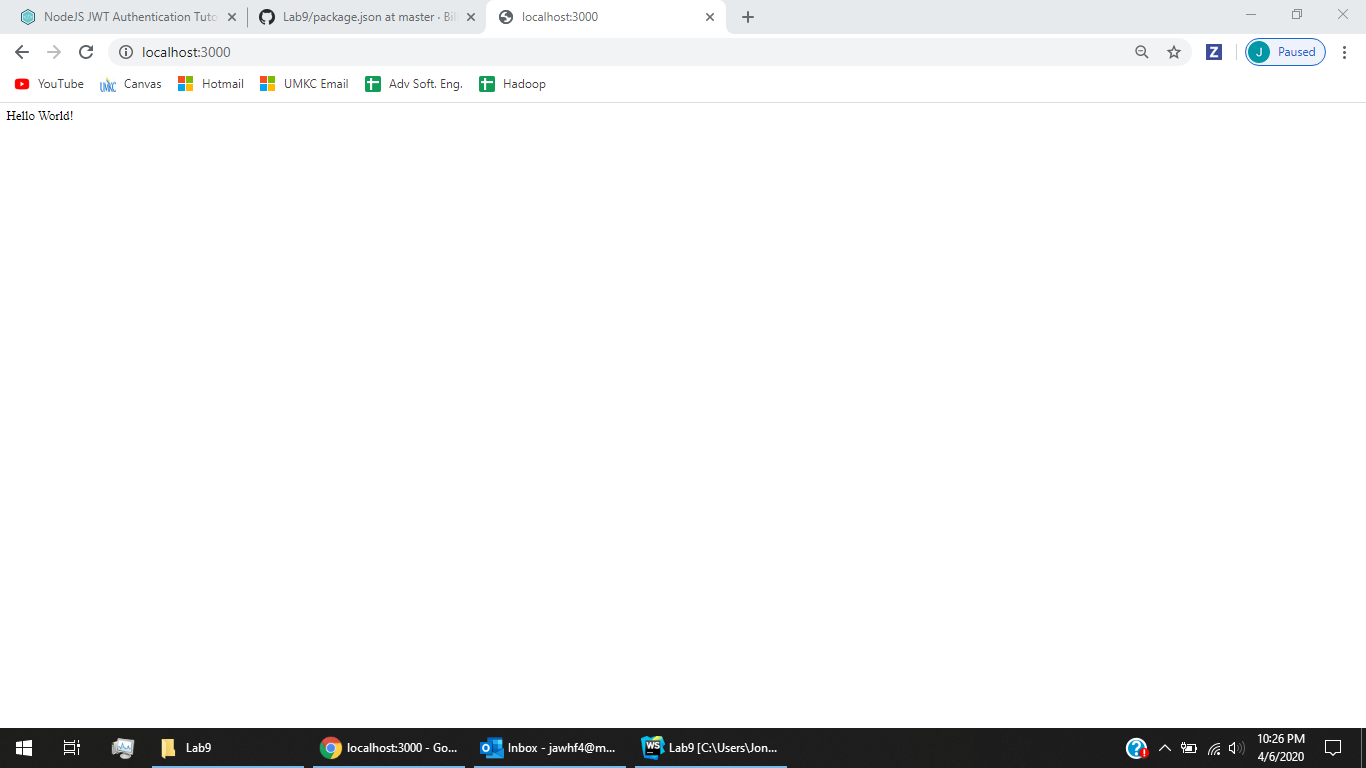 NodeJS JWT Authentication Tuto
Lab9/package.json at master · Bi
localhost:3000
localhost:3000
Z
J
Paused
YouTube
UMKC
Canvas
Hotmail
UMKC Email
Adv Soft. Eng.
Hadoop
Hello World!
Lab9
localhost:3000 - Go...
Inbox - jawhf4@m...
WS
Lab9 [C:\Users\Jon...
10:26 PM
4/6/2020